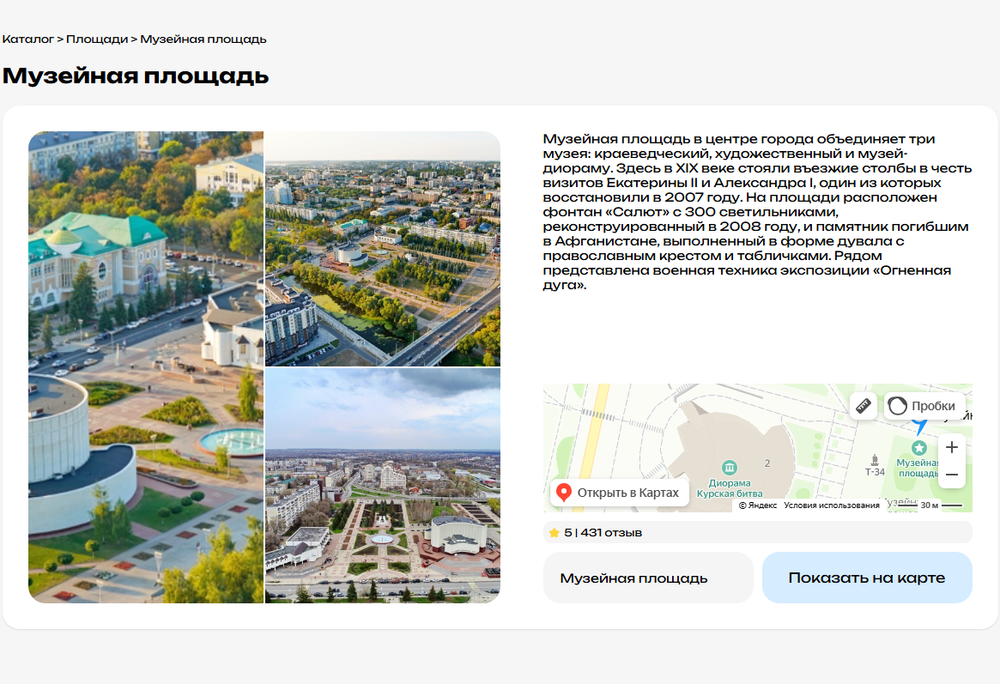 Каталог > Площади > Музейная площадь
Музейная площадь
Музейная площадь в центре города объединяет три
музея: краеведческий, художественный и музей-
диораму. Здесь в XIX веке стояли въезжие столбы в честь
визитов Екатерины II и Александра I, один из которых
восстановили в 2007 году. На площади расположен
фонтан «Салют» с 300 светильниками,
реконструированный в 2008 году, и памятник погибшим
в Афганистане, выполненный в форме дувала с
православным крестом и табличками. Рядом
представлена военная техника экспозиции «Огненная
дуга».
Пробки
2
Т-34
Музейная
площадь
Диорама
Курская битва
Открыть в Картах
© Яндекс Условия использования
30 м
5 | 431 отзыв
Музейная площадь
Показать на карте